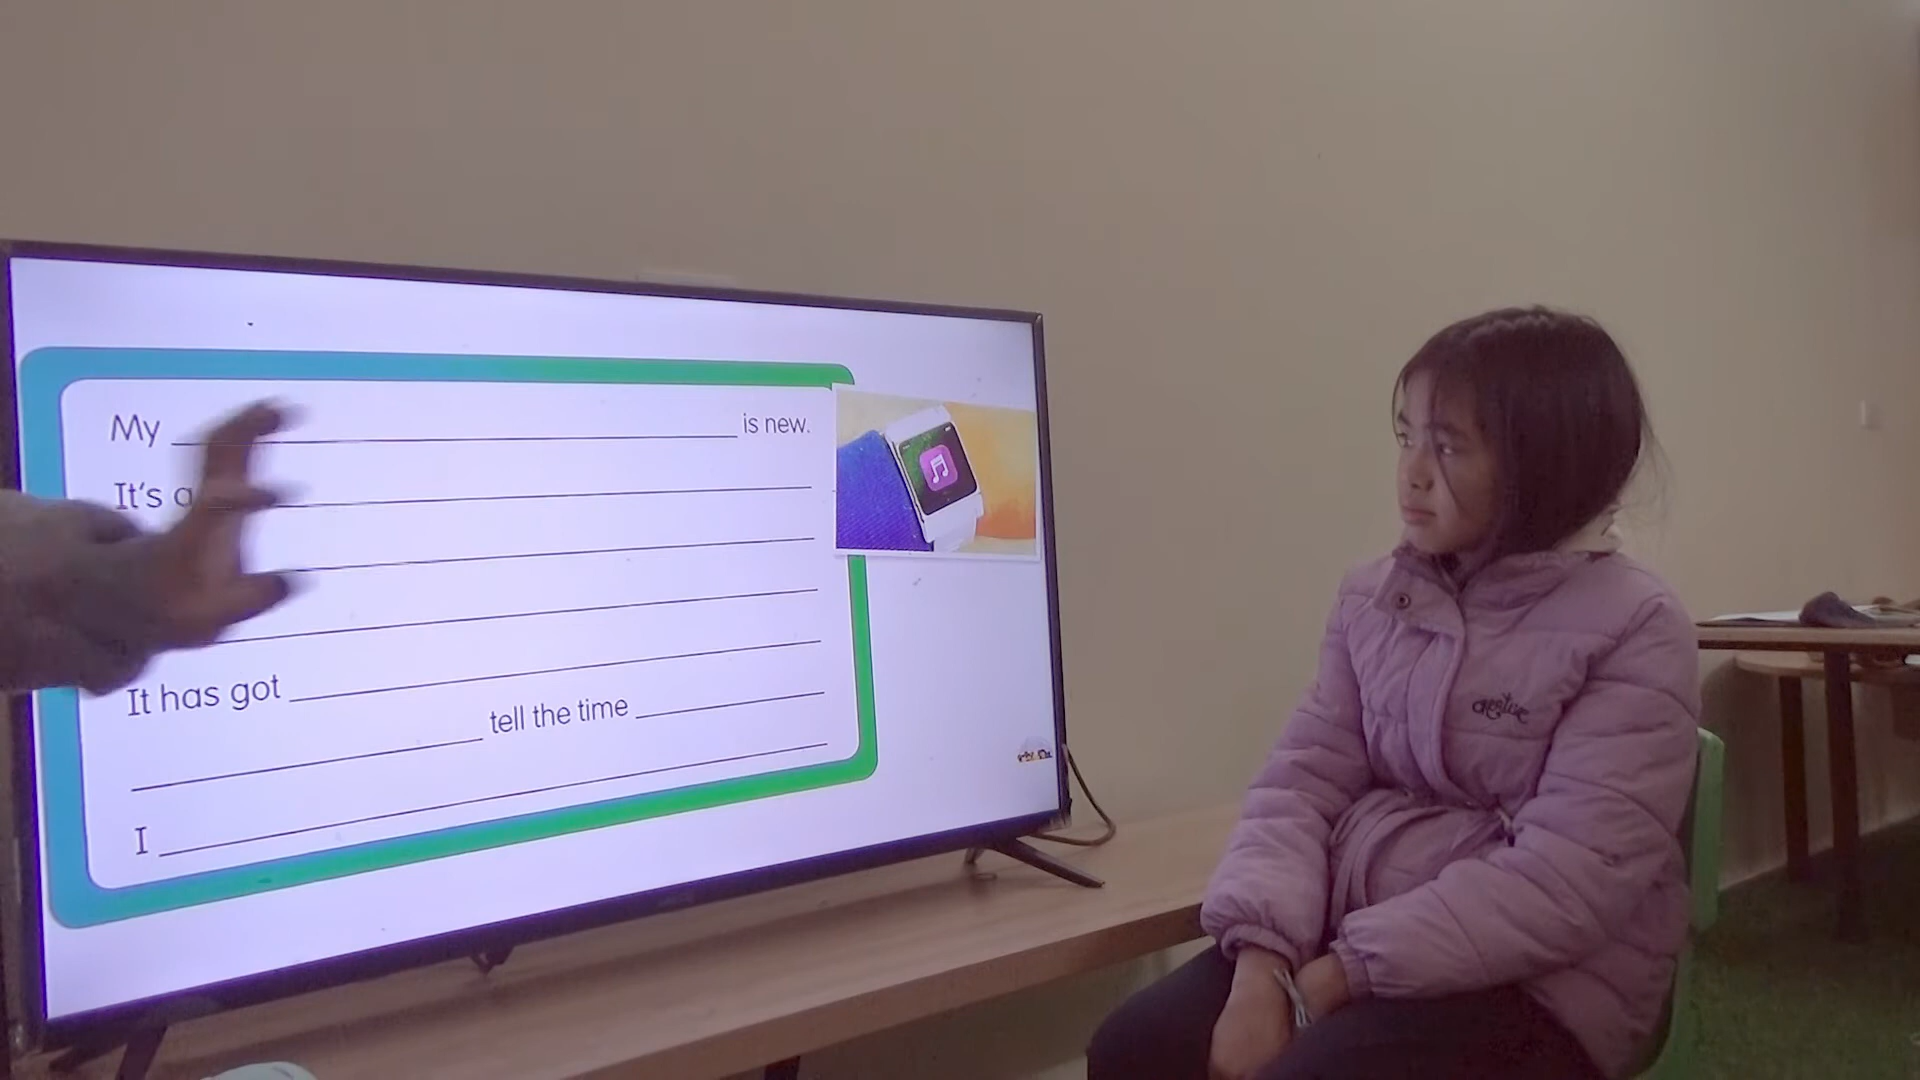 My is new.
It's a
It has got
tell the time
I